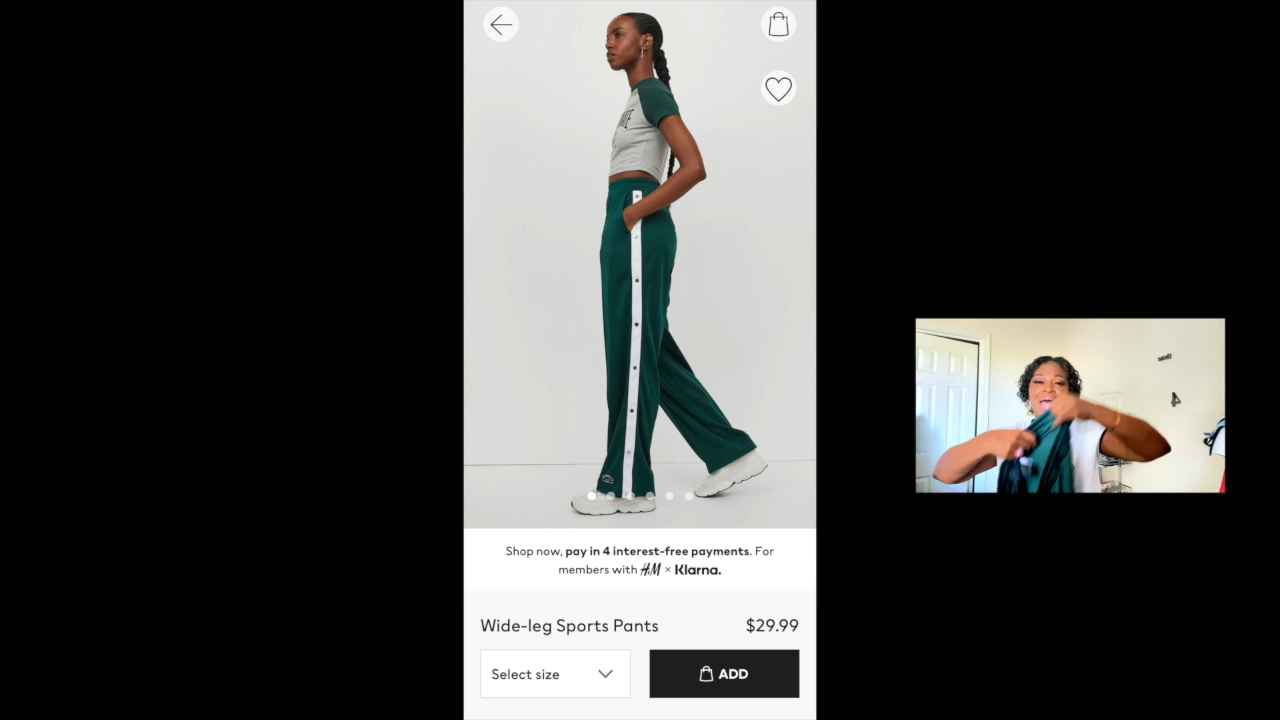 Shop now, pay in 4 interest-free payments. For
members with H&M × Klarna.
Wide-leg Sports Pants
$29.99
Select size
ADD
4